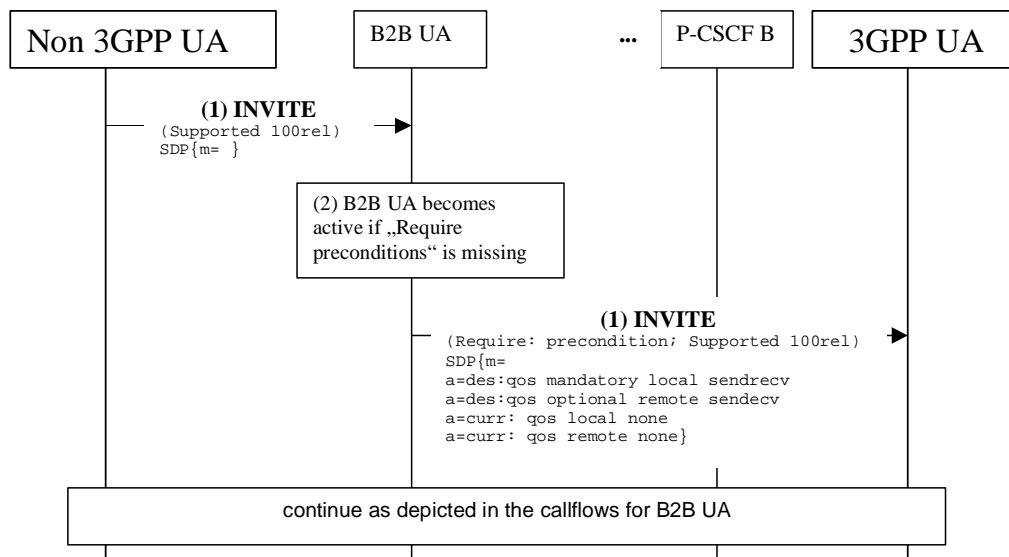 Non 3GPP UA
B2B UA
...
P-CSCF B
3GPP UA
(1) INVITE
(Supported 100rel)
SDP{m= }
(2) B2B UA becomes
active if „Require
preconditions“ is missing
(1) INVITE
(Require: precondition; Supported 100rel)
SDP{m=
a=des:qos mandatory local sendrecv
a=des:qos optional remote sendecv
a=curr: qos local none
a=curr: qos remote none}
continue as depicted in the callflows for B2B UA